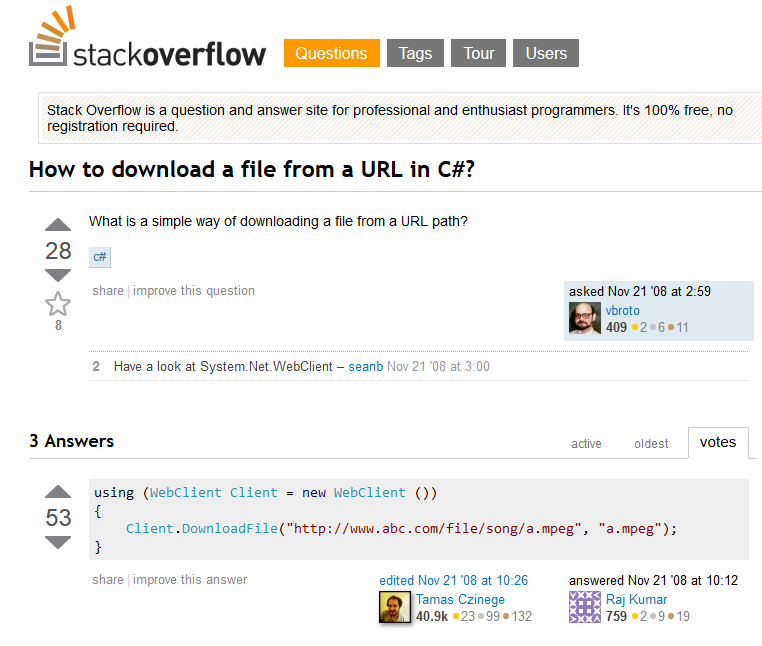 stackoverflow
Questions Tags Tour Users
Stack Overflow is a question and answer site for professional and enthusiast programmers. It's 100% free, no
registration required.
How to download a file from a URL in C#?
28
What is a simple way of downloading a file from a URL path?
c#
8
share | improve this question
asked Nov 21 '08 at 2:59
vbroto
409 ●2 ●6 ●11
2 Have a look at System.Net.WebClient – seanb Nov 21 '08 at 3:00
3 Answers
active oldest votes
53
using (WebClient Client = new WebClient ())
{
    Client.DownloadFile("http://www.abc.com/file/song/a.mpeg", "a.mpeg");
}
share | improve this answer
edited Nov 21 '08 at 10:26
Tamas Czinege
40.9k ●23 ●99 ●132
answered Nov 21 '08 at 10:12
Raj Kumar
759 ●2 ●9 ●19